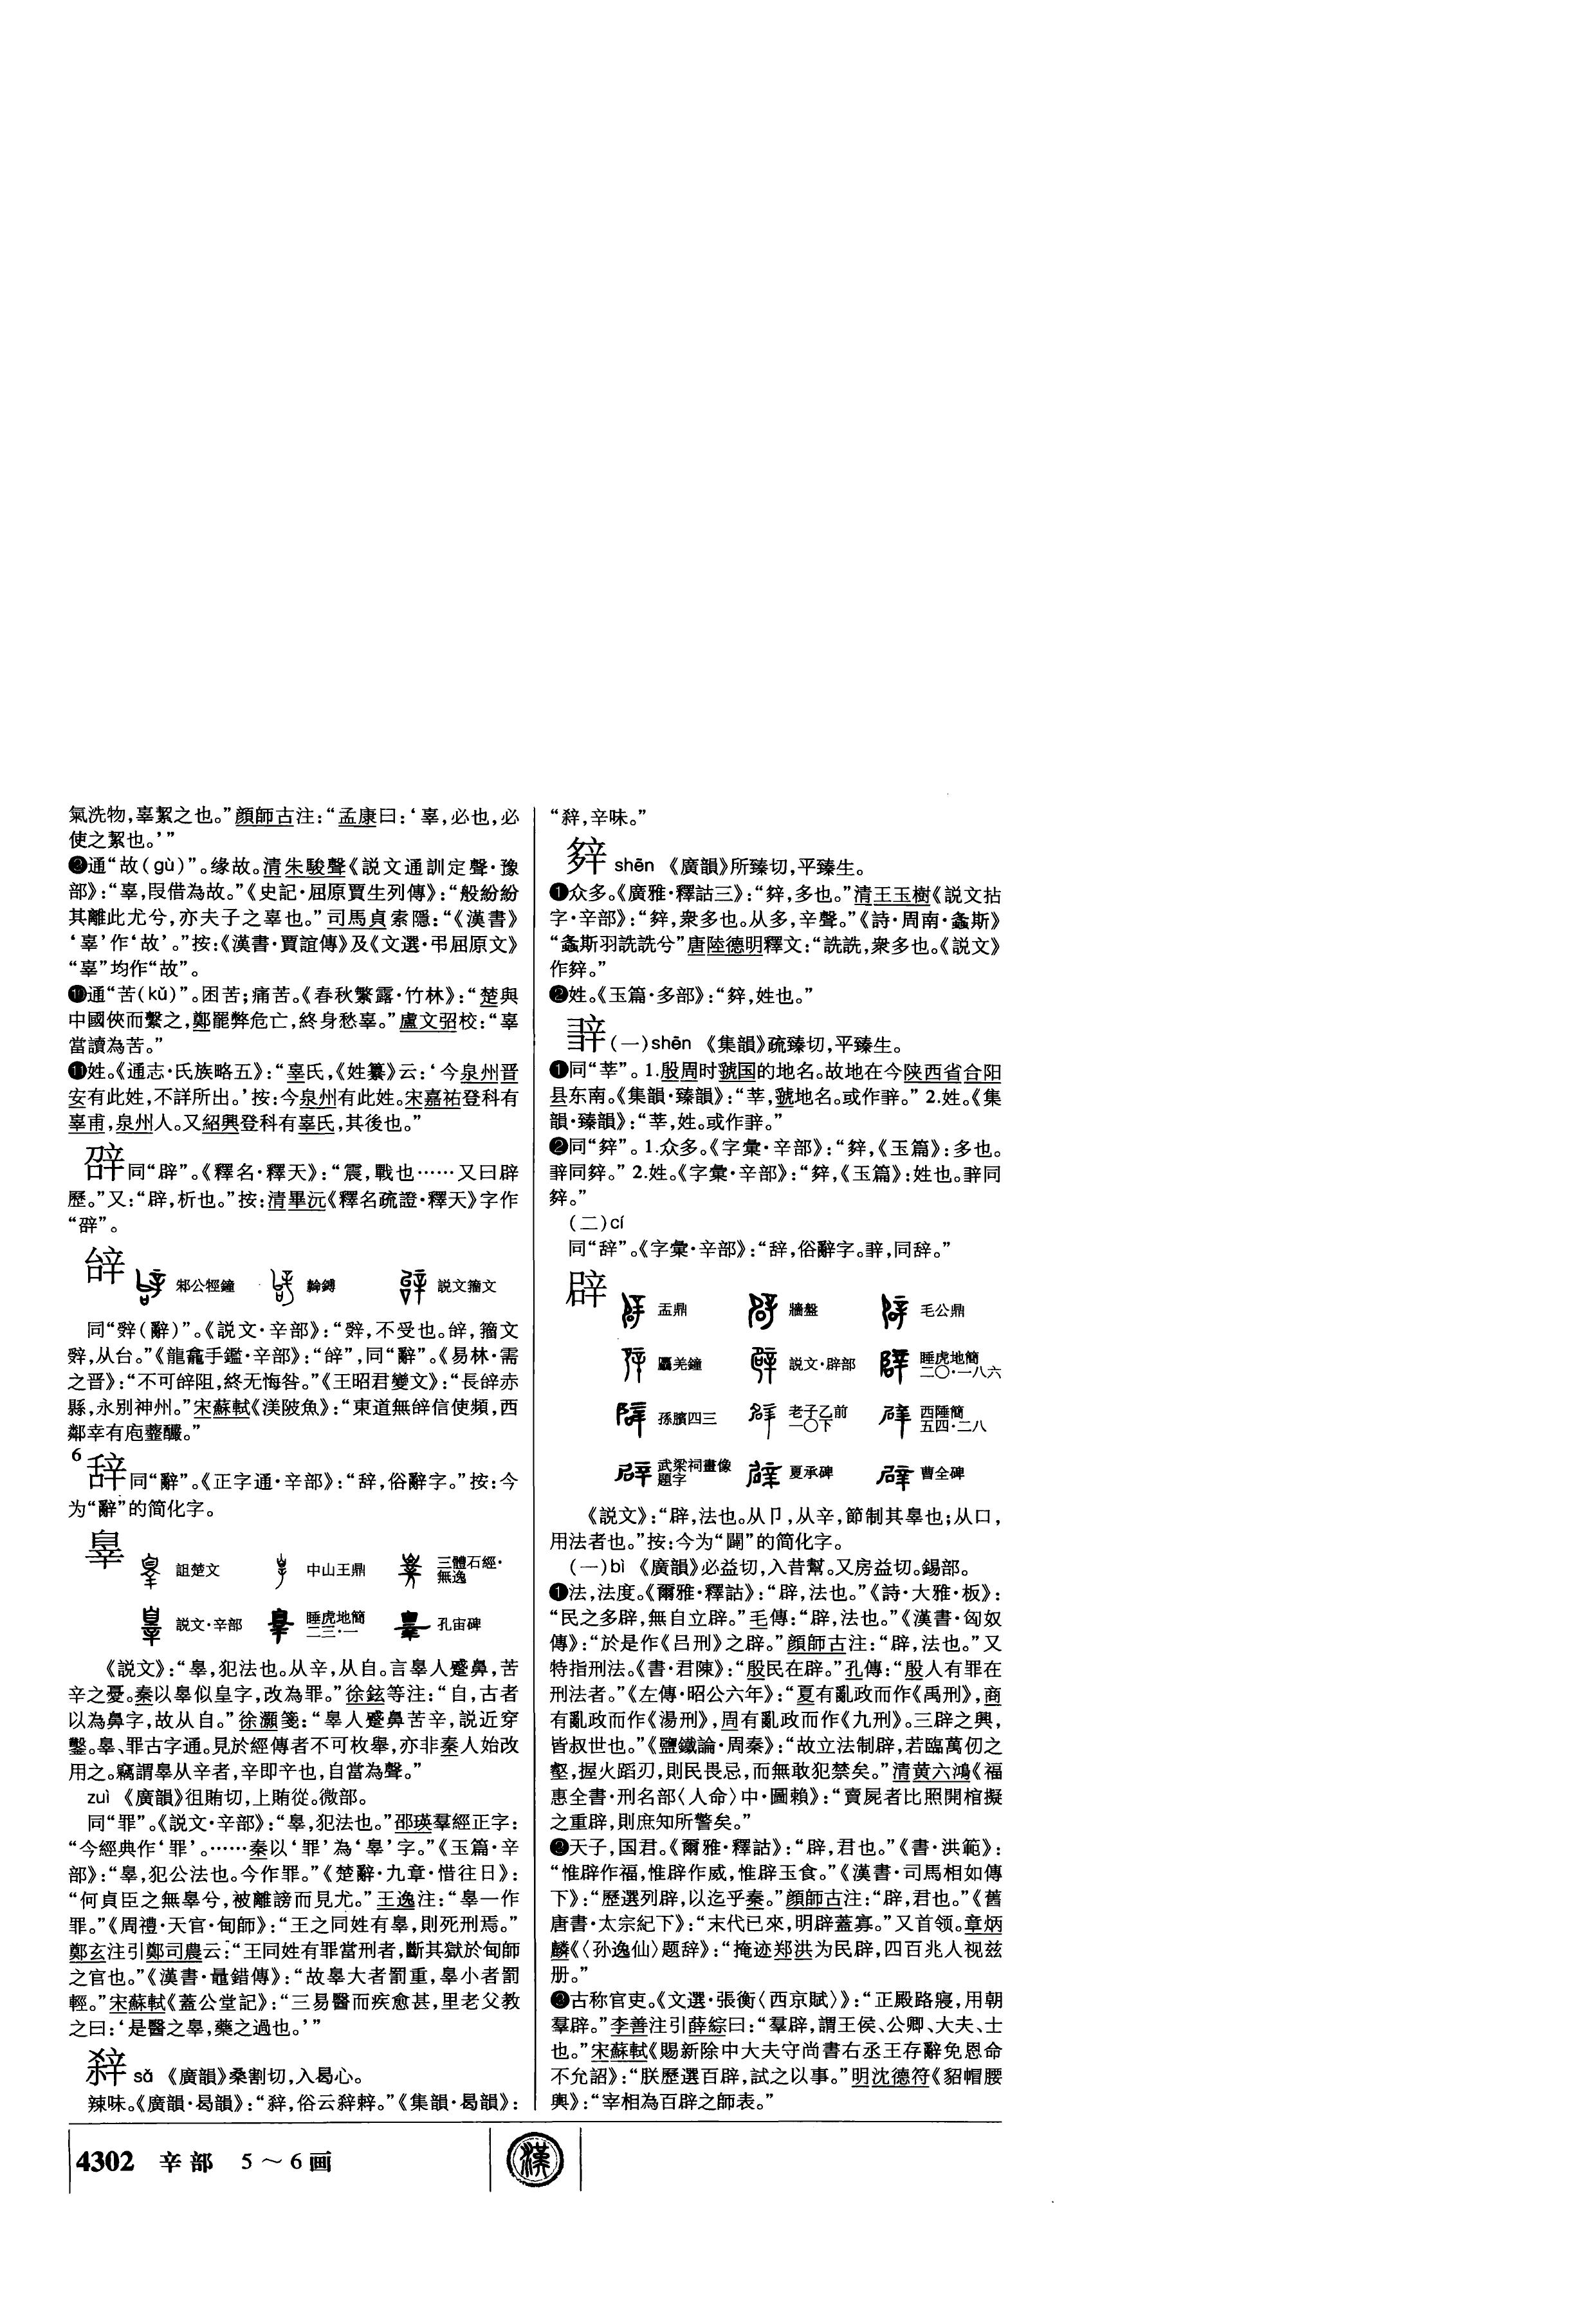 氣洗物,辜絜之也。”顔師古注:“孟康曰:‘辜,必也,必
使之絜也。’”
❾通“故(gù)”。缘故。清朱駿聲《説文通訓定聲·豫
部》:“辜,叚借為故。”《史記·屈原賈生列傳》:“般紛紛
其離此尤兮,亦夫子之辜也。”司馬貞索隱:“《漢書》
‘辜’作‘故’。”按:《漢書·賈誼傳》及《文選·弔屈原文》
“辜”均作“故”。
❿通“苦(kǔ)”。困苦;痛苦。《春秋繁露·竹林》:“楚與
中國俠而擊之,鄭罷弊危亡,終身愁辜。”盧文弨校:“辜
當讀為苦。”
⓫姓。《通志·氏族略五》:“辜氏,《姓纂》云:‘今泉州晋
安有此姓,不詳所出。’按:今泉州有此姓。宋嘉祐登科有
辜甫,泉州人。又紹興登科有辜氏,其後也。”
同“辟”。《釋名·釋天》:“震,戰也……又曰辟
歷。”又:“辟,析也。”按:清畢沅《釋名疏證·釋天》字作
辝 邾公牼鐘 𦅫鎛 説文籀文
同“辤(辭)”。《説文·辛部》:“辤,不受也。辝,籀文
辤,从台。”《龍龕手鑑·辛部》:“辝”,同“辭”。《易林·需
之晋》:“不可辝阻,終无悔咎。”《王昭君變文》:“長辝赤
縣,永别神州。”宋蘇軾《渼陂魚》:“東道無辝信使頻,西
鄰幸有庖虀釅。”
6
辞同“辭”。《正字通·辛部》:“辞,俗辭字。”按:今
为“辭”的简化字。
辠 詛楚文 中山王鼎 三體石經·無逸
説文·辛部 睡虎地簡二三·一 孔宙碑
《説文》:“辠,犯法也。从辛,从自。言辠人蹙鼻,苦
辛之憂。秦以辠似皇字,改為罪。”徐鉉等注:“自,古者
以為鼻字,故从自。”徐灝箋:“辠人蹙鼻苦辛,説近穿
鑿。辠、罪古字通。見於經傳者不可枚舉,亦非秦人始改
用之。竊謂辠从辛者,辛即䇂也,自當為聲。”
zuì 《廣韻》徂賄切,上賄從。微部。
同“罪”。《説文·辛部》:“辠,犯法也。”邵瑛羣經正字:
“今經典作‘罪’。……秦以‘罪’為‘辠’字。”《玉篇·辛
部》:“辠,犯公法也。今作罪。”《楚辭·九章·惜往日》:
“何貞臣之無辠兮,被離謗而見尤。”王逸注:“辠一作
罪。”《周禮·天官·甸師》:“王之同姓有辠,則死刑焉。”
鄭玄注引鄭司農云:“王同姓有罪當刑者,斷其獄於甸師
之官也。”《漢書·鼂錯傳》:“故辠大者罰重,辠小者罰
輕。”宋蘇軾《蓋公堂記》:“三易醫而疾愈甚,里老父教
之曰:‘是醫之辠,藥之過也。’”
sǎ 《廣韻》桑割切,入曷心。
“辛味。”
shēn 《廣韻》所臻切,平臻生。
❶众多。《廣雅·釋詁三》:“㚞,多也。”清王玉樹《説文拈
字·辛部》:“㚞,衆多也。从多,辛聲。”《詩·周南·螽斯》
“螽斯羽詵詵兮”唐陸德明釋文:“詵詵,衆多也。《説文》
作㚞。”
❷姓。《玉篇·多部》:“㚞,姓也。”
(一)shēn 《集韻》疏臻切,平臻生。
❶同“莘”。1.殷周时虢国的地名。故地在今陕西省合阳
县东南。《集韻·臻韻》:“莘,虢地名。或作。” 2.姓。《集
韻·臻韻》:“莘,姓。或作。”
❷同“㚞”。1.众多。《字彙·辛部》:“㚞,《玉篇》:多也。
同㚞。” 2.姓。《字彙·辛部》:“㚞,《玉篇》:姓也。同
㚞。”
(二)cí
同“辞”。《字彙·辛部》:“辞,俗辭字。,同辞。”
辟 盂鼎 牆盤 毛公鼎
羌鐘 説文·辟部 睡虎地簡二〇·一八六
孫臏四三 老子乙前一〇下 西陲簡五四·二八
武梁祠畫像題字 夏承碑 曹全碑
《説文》:“辟,法也。从卩,从辛,節制其辠也;从口,
用法者也。”按:今为“闢”的简化字。
(一)bì 《廣韻》必益切,入昔幫。又房益切。錫部。
❶法,法度。《爾雅·釋詁》:“辟,法也。”《詩·大雅·板》:
“民之多辟,無自立辟。”毛傳:“辟,法也。”《漢書·匈奴
傳》:“於是作《吕刑》之辟。”顔師古注:“辟,法也。”又
特指刑法。《書·君陳》:“殷民在辟。”孔傳:“殷人有罪在
刑法者。”《左傳·昭公六年》:“夏有亂政而作《禹刑》,商
有亂政而作《湯刑》,周有亂政而作《九刑》。三辟之興,
皆叔世也。”《鹽鐵論·周秦》:“故立法制辟,若臨萬仞之
壑,握火蹈刃,則民畏忌,而無敢犯禁矣。”清黄六鴻《福
惠全書·刑名部〈人命〉中·圖賴》:“賣屍者比照開棺擬
之重辟,則庶知所警矣。”
❷天子,国君。《爾雅·釋詁》:“辟,君也。”《書·洪範》:
“惟辟作福,惟辟作威,惟辟玉食。”《漢書·司馬相如傳
下》:“歷選列辟,以迄乎秦。”顔師古注:“辟,君也。”《舊
唐書·太宗紀下》:“末代已來,明辟蓋寡。”又首领。章炳
麟《〈孙逸仙〉题辞》:“掩迹郑洪为民辟,四百兆人视兹
册。”
❸古称官吏。《文選·張衡〈西京賦〉》:“正殿路寢,用朝
羣辟。”李善注引薛綜曰:“羣辟,謂王侯、公卿、大夫、士
也。”宋蘇軾《賜新除中大夫守尚書右丞王存辭免恩命
不允詔》:“朕歷選百辟,試之以事。”明沈德符《貂帽腰
輿》:“宰相為百辟之師表。”
4302 辛部 5～6画
漢